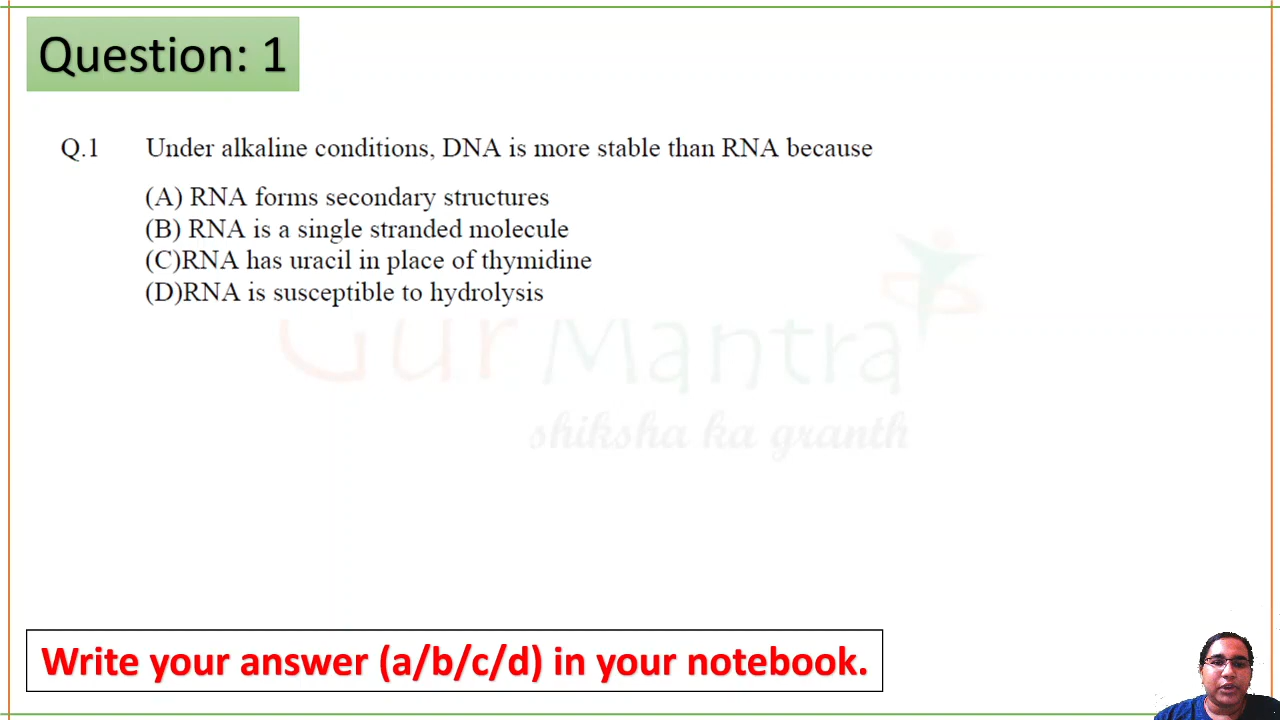 Question: 1
Q.1 Under alkaline conditions, DNA is more stable than RNA because
(A) RNA forms secondary structures
(B) RNA is a single stranded molecule
(C)RNA has uracil in place of thymidine
(D)RNA is susceptible to hydrolysis
Gur Mantra
shiksha ka granth
Write your answer (a/b/c/d) in your notebook.